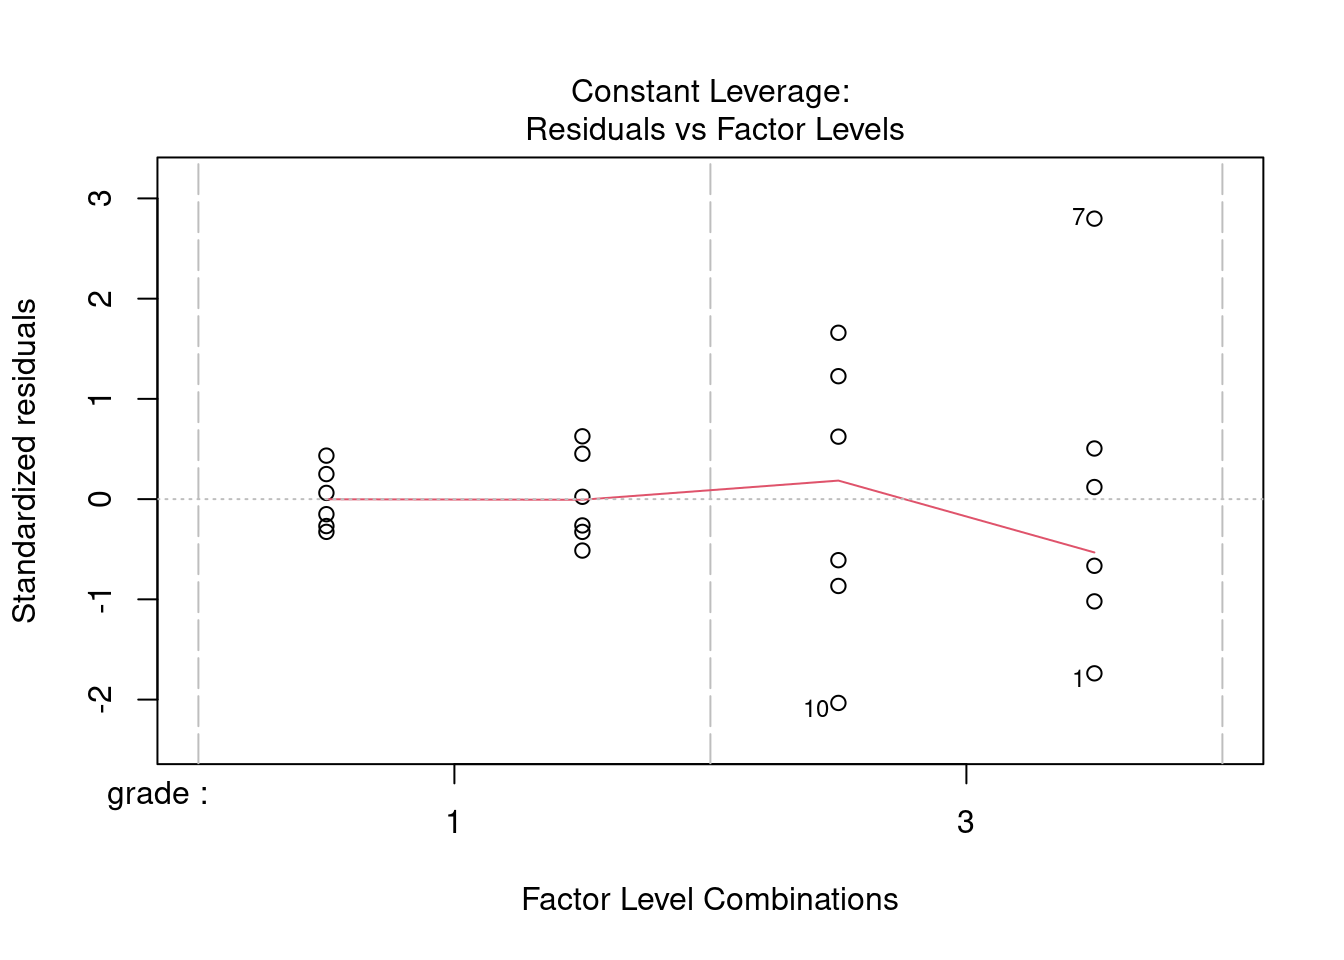 Constant Leverage:
Residuals vs Factor Levels
Standardized residuals
3
2
1
0
-1
-2
7
10
1
grade :
1
3
Factor Level Combinations